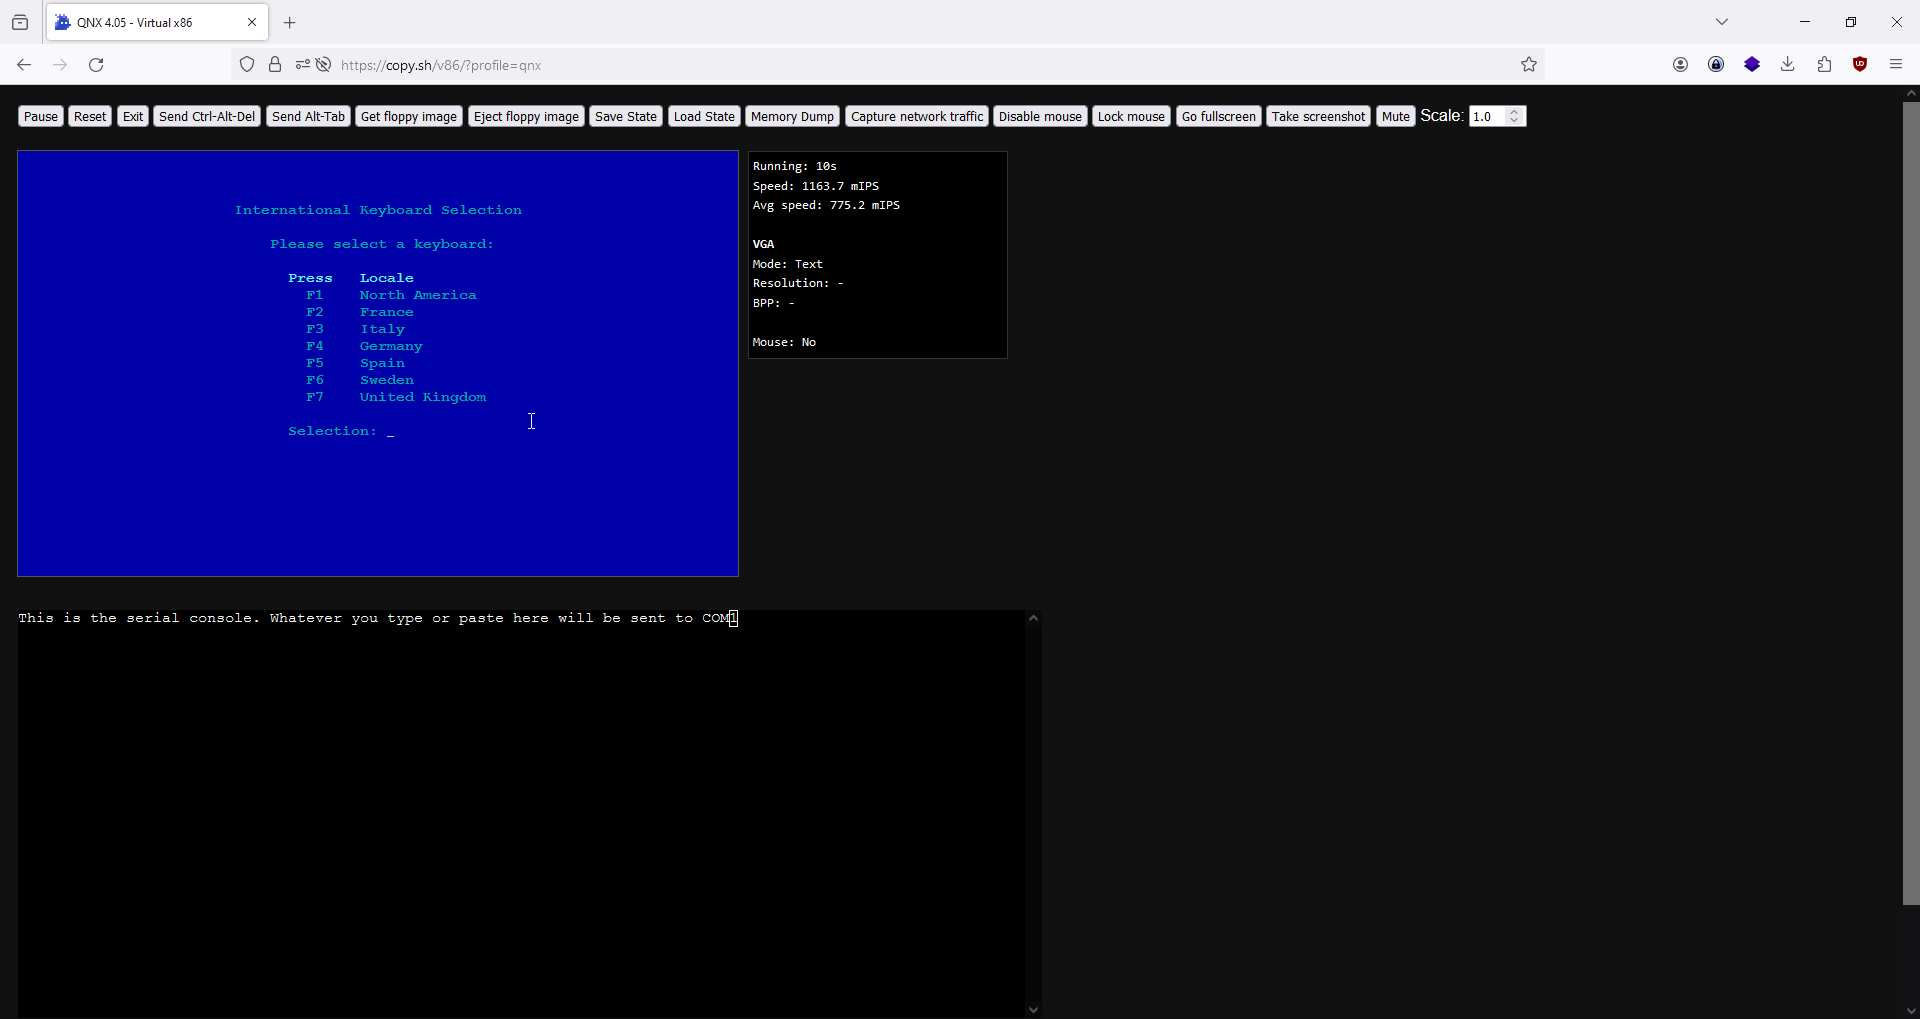 QNX 4.05 - Virtual x86
https://copy.sh/v86/?profile=qnx
Pause Reset Exit Send Ctrl-Alt-Del Send Alt-Tab Get floppy image Eject floppy image Save State Load State Memory Dump Capture network traffic Disable mouse Lock mouse Go fullscreen Take screenshot Mute Scale: 1.0
International Keyboard Selection
Please select a keyboard:
Press Locale
F1 North America
F2 France
F3 Italy
F4 Germany
F5 Spain
F6 Sweden
F7 United Kingdom
Selection: _
Running: 10s
Speed: 1163.7 mIPS
Avg speed: 775.2 mIPS
VGA
Mode: Text
Resolution: -
BPP: -
Mouse: No
This is the serial console. Whatever you type or paste here will be sent to COM1